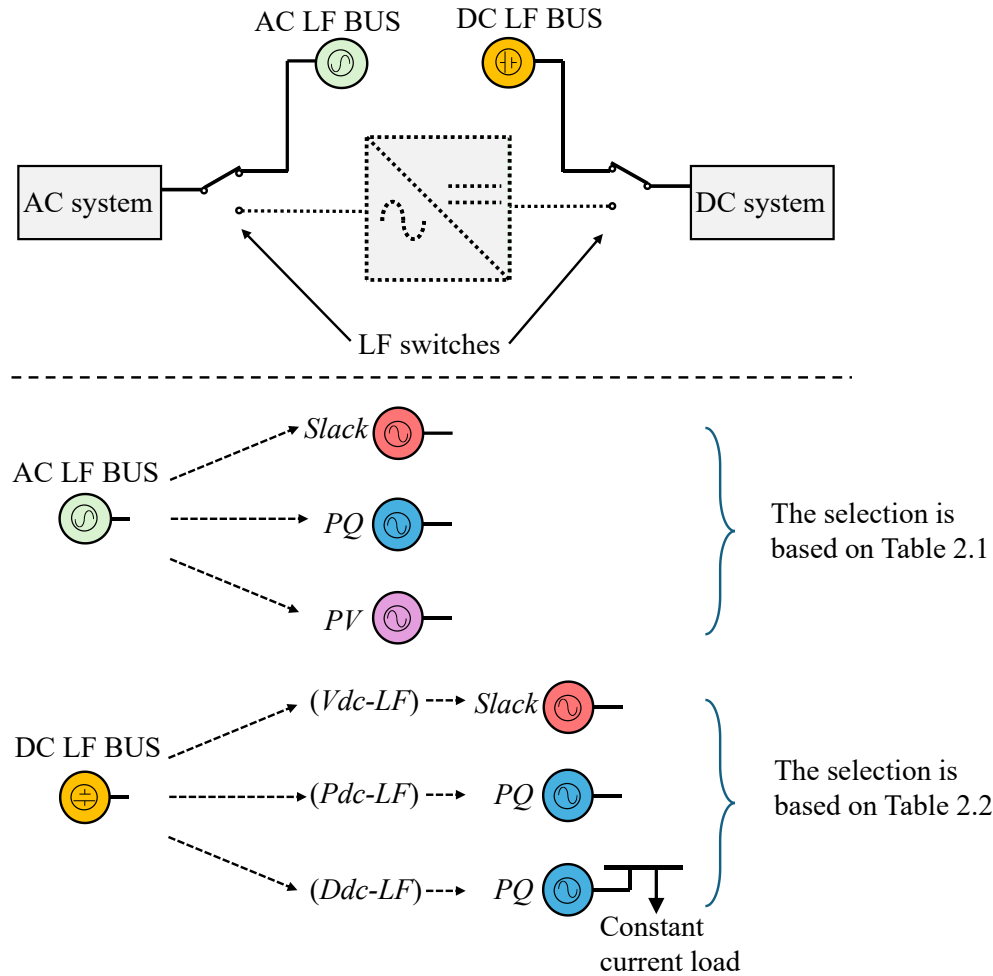 AC LF BUS
DC LF BUS
AC system
DC system
LF switches
Slack
AC LF BUS
PQ
The selection is
based on Table 2.1
PV
(Vdc-LF)
Slack
DC LF BUS
(Pdc-LF)
PQ
The selection is
based on Table 2.2
(Ddc-LF)
PQ
Constant
current load